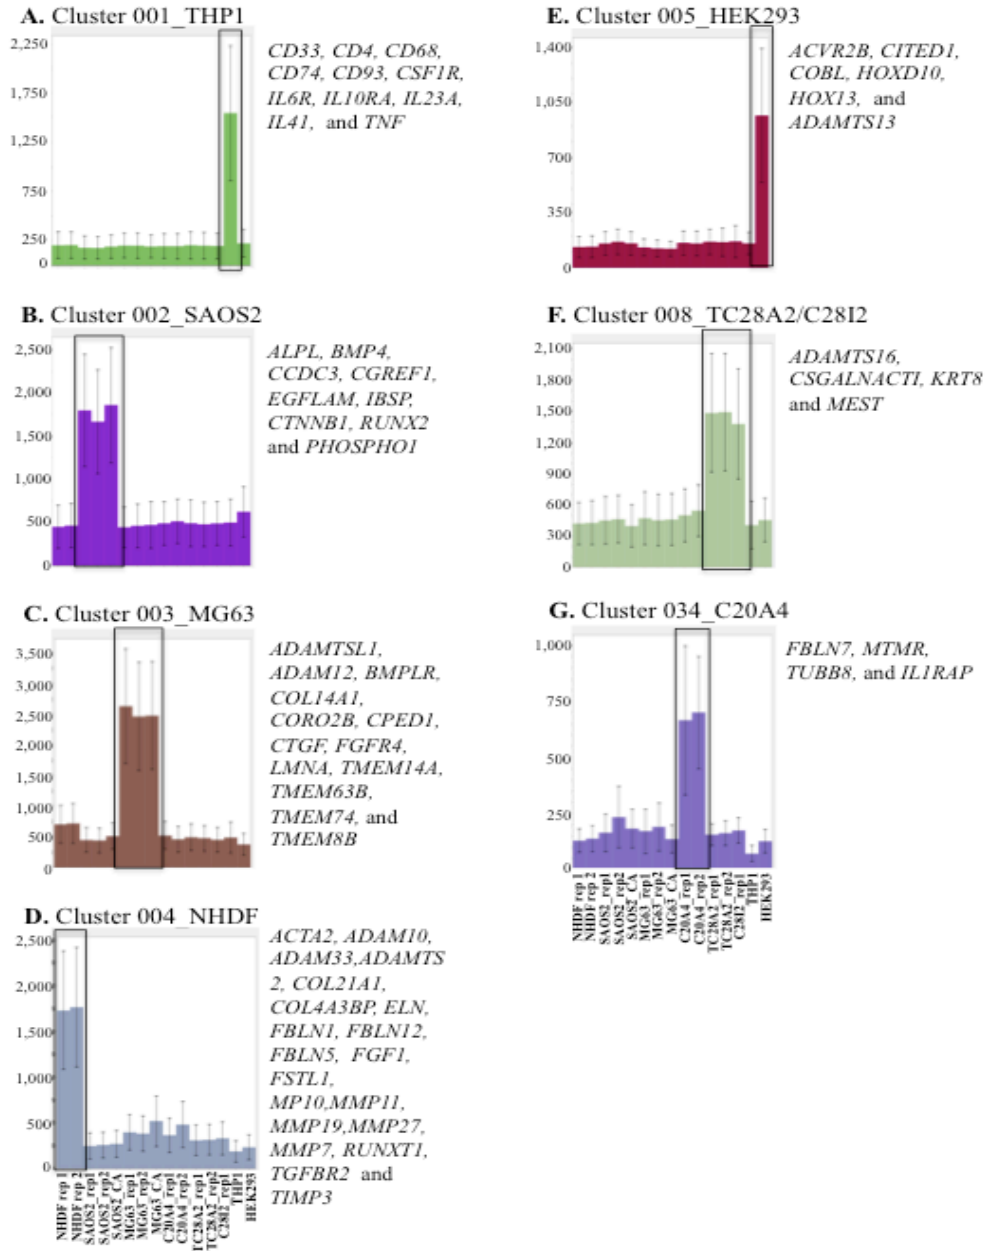 A. Cluster 001_THP1
2,250
1,750
1,250
750
250
0
CD33, CD4, CD68,
CD74, CD93, CSF1R,
IL6R, IL10RA, IL23A,
IL41, and TNF
B. Cluster 002_SAOS2
2,500
2,000
1,500
1,000
500
0
ALPL, BMP4,
CCDC3, CGREF1,
EGFLAM, IBSP,
CTNNB1, RUNX2
and PHOSPHO1
C. Cluster 003_MG63
3,500
3,000
2,500
2,000
1,500
1,000
500
0
ADAMTSL1,
ADAM12, BMPLR,
COL14A1,
CORO2B, CPED1,
CTGF, FGFR4,
LMNA, TMEM14A,
TMEM63B,
TMEM74, and
TMEM8B
D. Cluster 004_NHDF
2,500
2,000
1,500
1,000
500
0
ACTA2, ADAM10,
ADAM33,ADAMTS
2, COL21A1,
COL4A3BP, ELN,
FBLN1, FBLN12,
FBLN5, FGF1,
FSTL1,
MP10,MMP11,
MMP19,MMP27,
MMP7, RUNXT1,
TGFBR2 and
TIMP3
NHDF rep 1
NHDF rep 2
SAOS2_rep1
SAOS2_rep2
SAOS2_CA
MG63_rep1
MG63_rep2
MG63_CA
C20A4_rep1
C20A4_rep2
TC28A2_rep1
TC28A2_rep2
C28I2_rep1
THP1
HEK293
E. Cluster 005_HEK293
1,400
1,050
700
350
0
ACVR2B, CITED1,
COBL, HOXD10,
HOX13, and
ADAMTS13
F. Cluster 008_TC28A2/C28I2
2,100
1,800
1,500
1,200
900
600
300
0
ADAMTS16,
CSGALNACTI, KRT8
and MEST
G. Cluster 034_C20A4
1,000
750
500
250
0
FBLN7, MTMR,
TUBB8, and IL1RAP
NHDF rep 1
NHDF rep 2
SAOS2_rep1
SAOS2_rep2
SAOS2_CA
MG63_rep1
MG63_rep2
MG63_CA
C20A4_rep1
C20A4_rep2
TC28A2_rep1
TC28A2_rep2
C28I2_rep1
THP1
HEK293